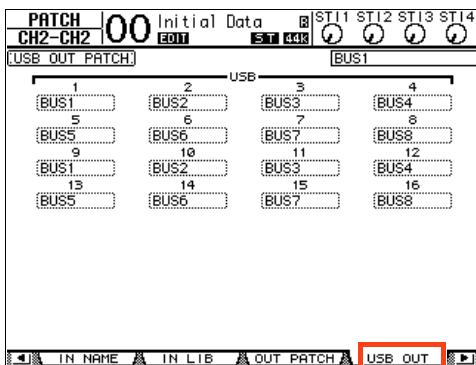 PATCH
CH2-CH2
00
Initial Data
R
EDIT
ST 44k
STI1 STI2 STI3 STI4
USB OUT PATCH
BUS1
USB
1 2 3 4
BUS1 BUS2 BUS3 BUS4
5 6 7 8
BUS5 BUS6 BUS7 BUS8
9 10 11 12
BUS1 BUS2 BUS3 BUS4
13 14 15 16
BUS5 BUS6 BUS7 BUS8
IN NAME IN LIB OUT PATCH USB OUT